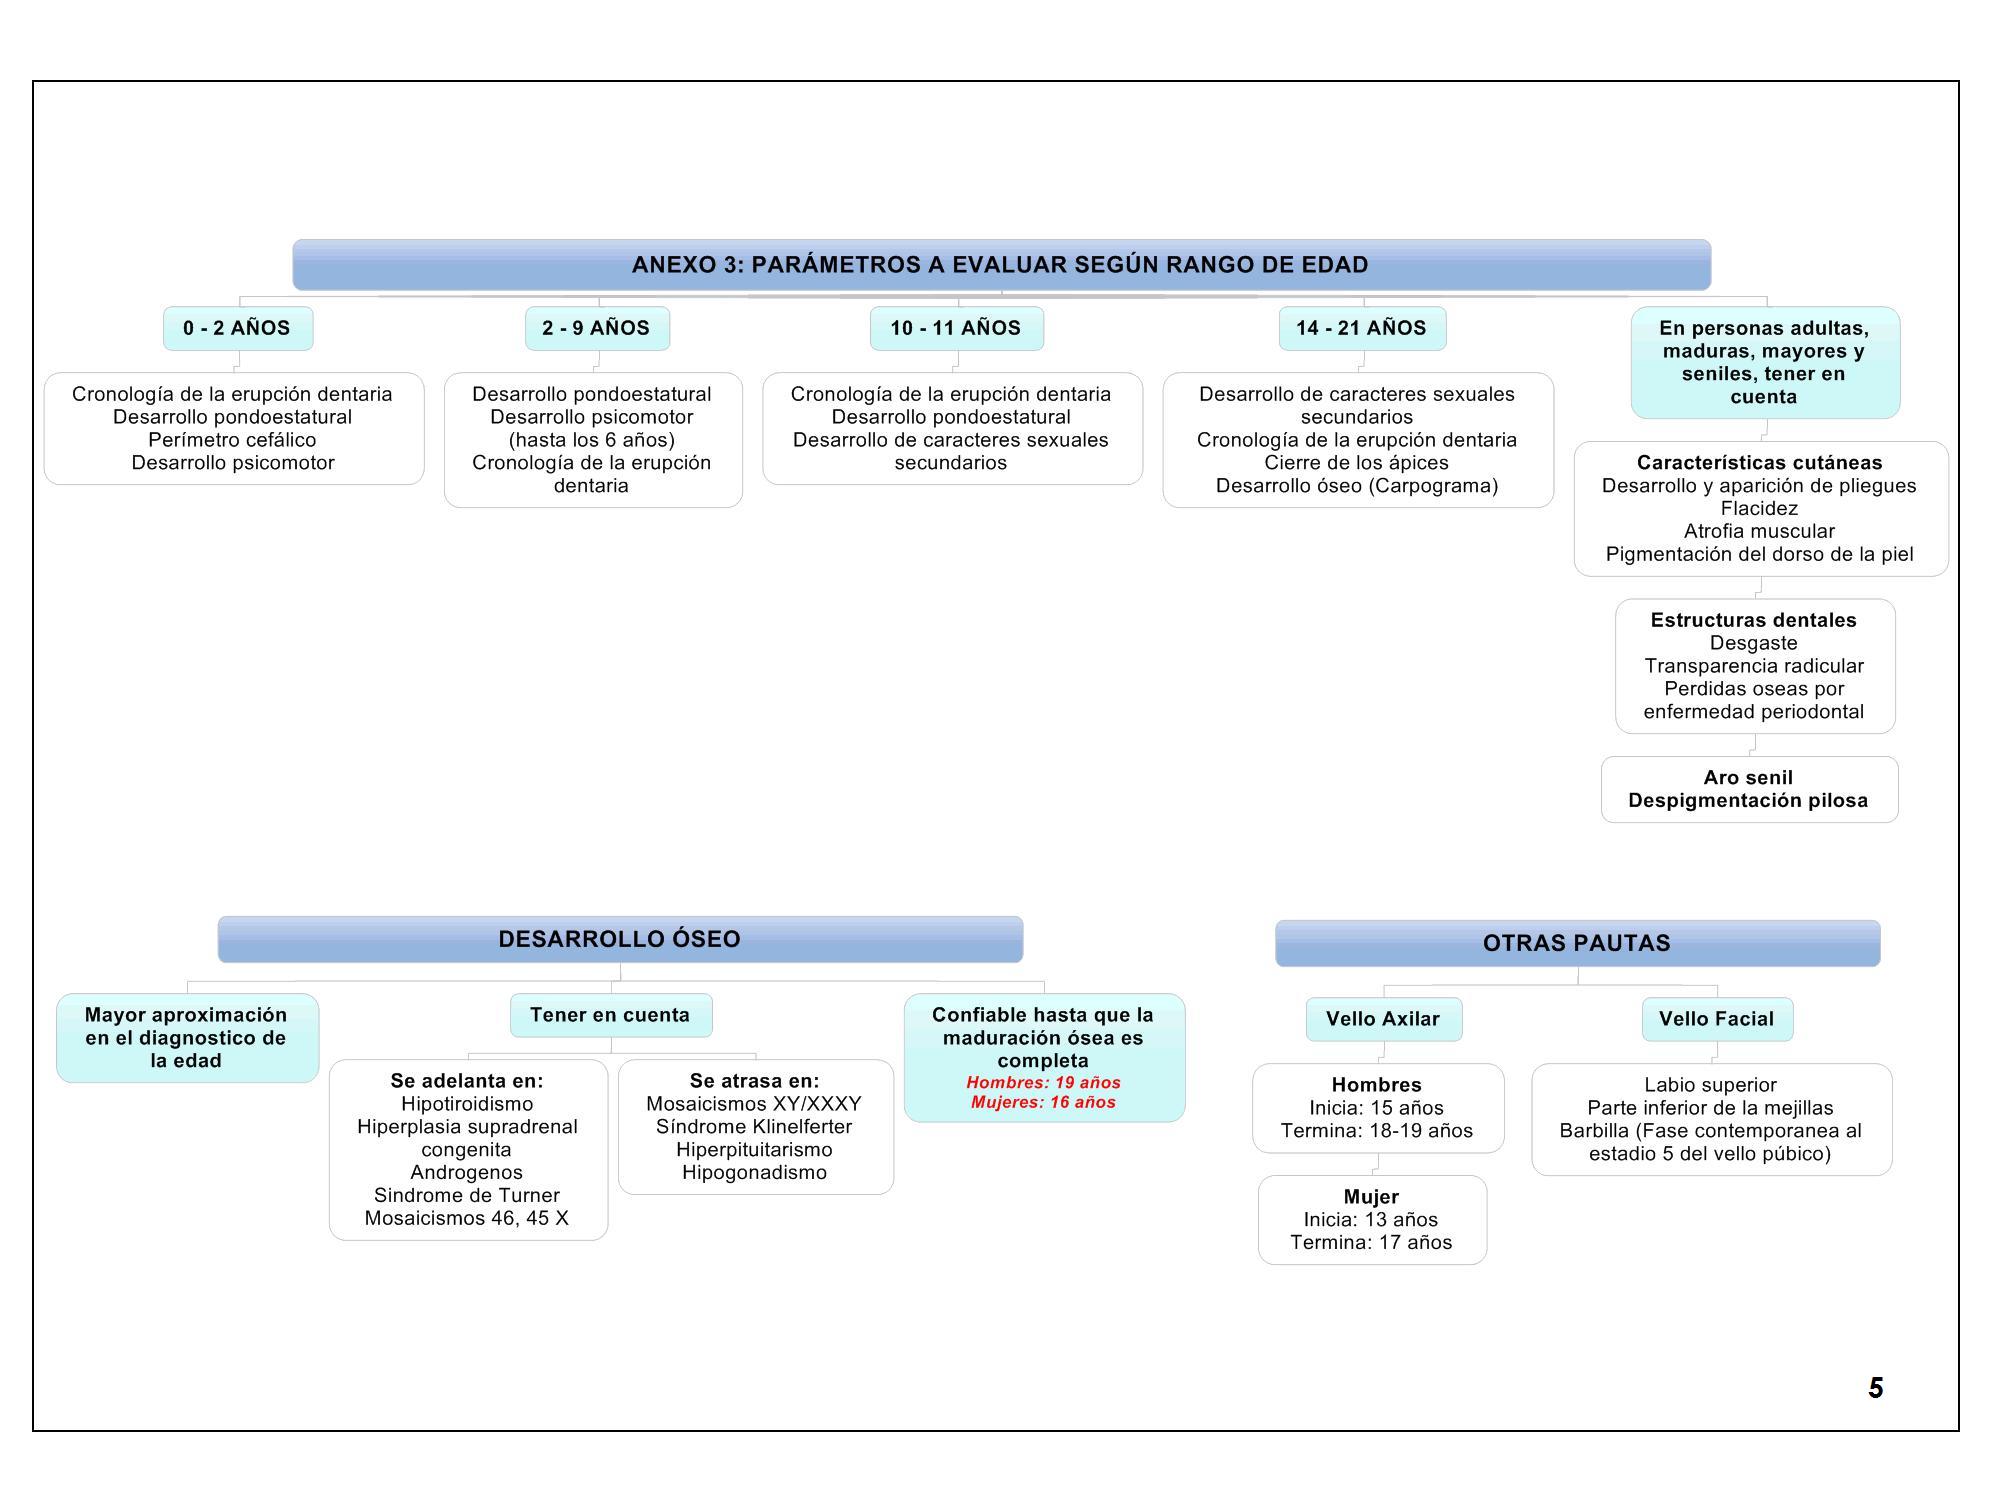 ANEXO 3: PARÁMETROS A EVALUAR SEGÚN RANGO DE EDAD
0 - 2 AÑOS
Cronología de la erupción dentaria
Desarrollo pondoestatural
Perímetro cefálico
Desarrollo psicomotor
2 - 9 AÑOS
Desarrollo pondoestatural
Desarrollo psicomotor
(hasta los 6 años)
Cronología de la erupción
dentaria
10 - 11 AÑOS
Cronología de la erupción dentaria
Desarrollo pondoestatural
Desarrollo de caracteres sexuales
secundarios
14 - 21 AÑOS
Desarrollo de caracteres sexuales
secundarios
Cronología de la erupción dentaria
Cierre de los ápices
Desarrollo óseo (Carpograma)
En personas adultas,
maduras, mayores y
seniles, tener en
cuenta
Características cutáneas
Desarrollo y aparición de pliegues
Flacidez
Atrofia muscular
Pigmentación del dorso de la piel
Estructuras dentales
Desgaste
Transparencia radicular
Perdidas oseas por
enfermedad periodontal
Aro senil
Despigmentación pilosa
DESARROLLO ÓSEO
Mayor aproximación
en el diagnostico de
la edad
Tener en cuenta
Se adelanta en:
Hipotiroidismo
Hiperplasia supradrenal
congenita
Androgenos
Sindrome de Turner
Mosaicismos 46, 45 X
Se atrasa en:
Mosaicismos XY/XXXY
Síndrome Klinelferter
Hiperpituitarismo
Hipogonadismo
Confiable hasta que la
maduración ósea es
completa
Hombres: 19 años
Mujeres: 16 años
OTRAS PAUTAS
Vello Axilar
Hombres
Inicia: 15 años
Termina: 18-19 años
Mujer
Inicia: 13 años
Termina: 17 años
Vello Facial
Labio superior
Parte inferior de la mejillas
Barbilla (Fase contemporanea al
estadio 5 del vello púbico)
5